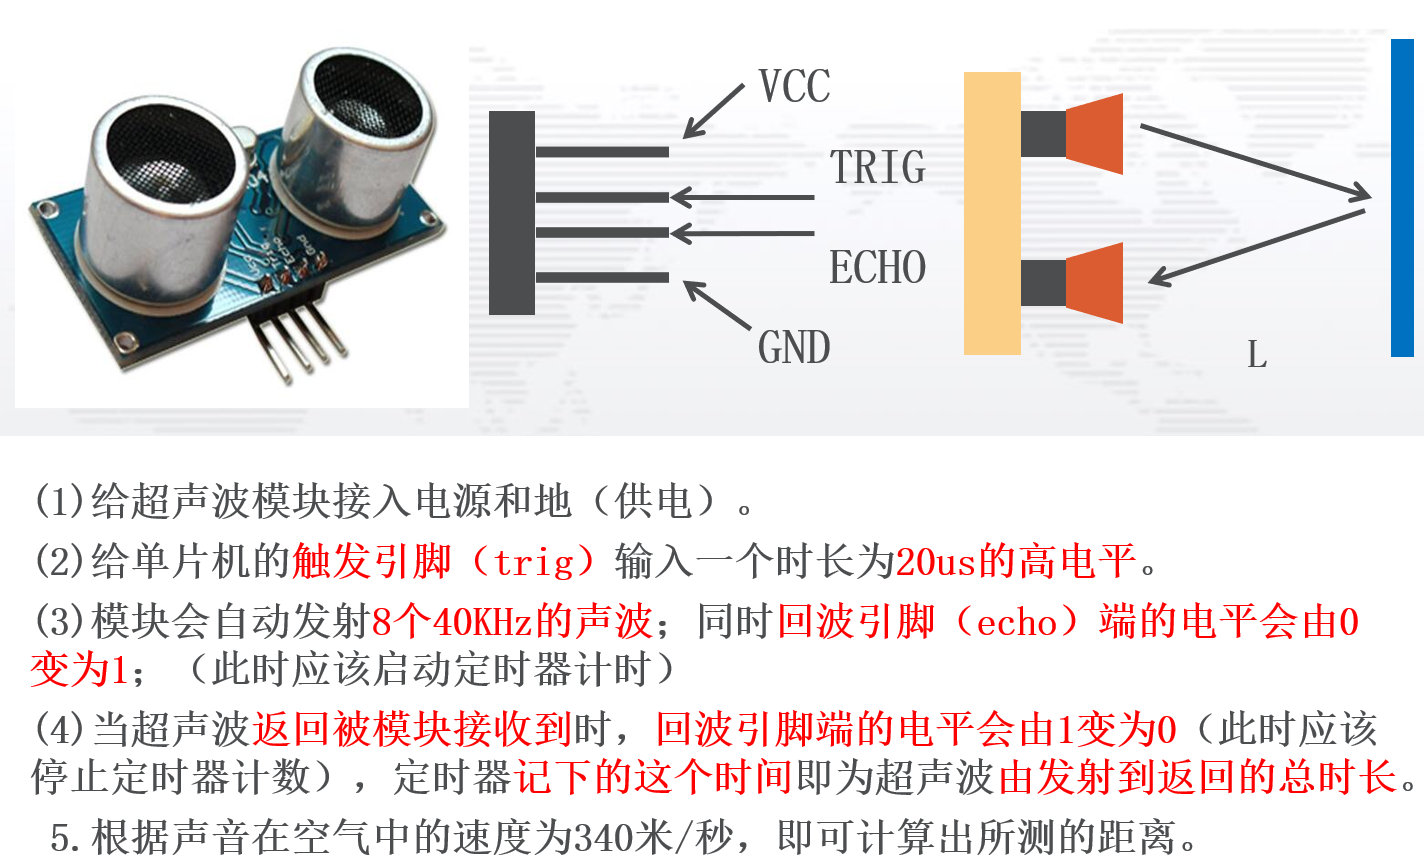 VCC
TRIG
ECHO
GND
L
Echo
Gnd
(1)给超声波模块接入电源和地（供电）。
(2)给单片机的触发引脚（trig）输入一个时长为20us的高电平。
(3)模块会自动发射8个40KHz的声波；同时回波引脚（echo）端的电平会由0
变为1；（此时应该启动定时器计时）
(4)当超声波返回被模块接收到时，回波引脚端的电平会由1变为0（此时应该
停止定时器计数），定时器记下的这个时间即为超声波由发射到返回的总时长。
5.根据声音在空气中的速度为340米/秒，即可计算出所测的距离。